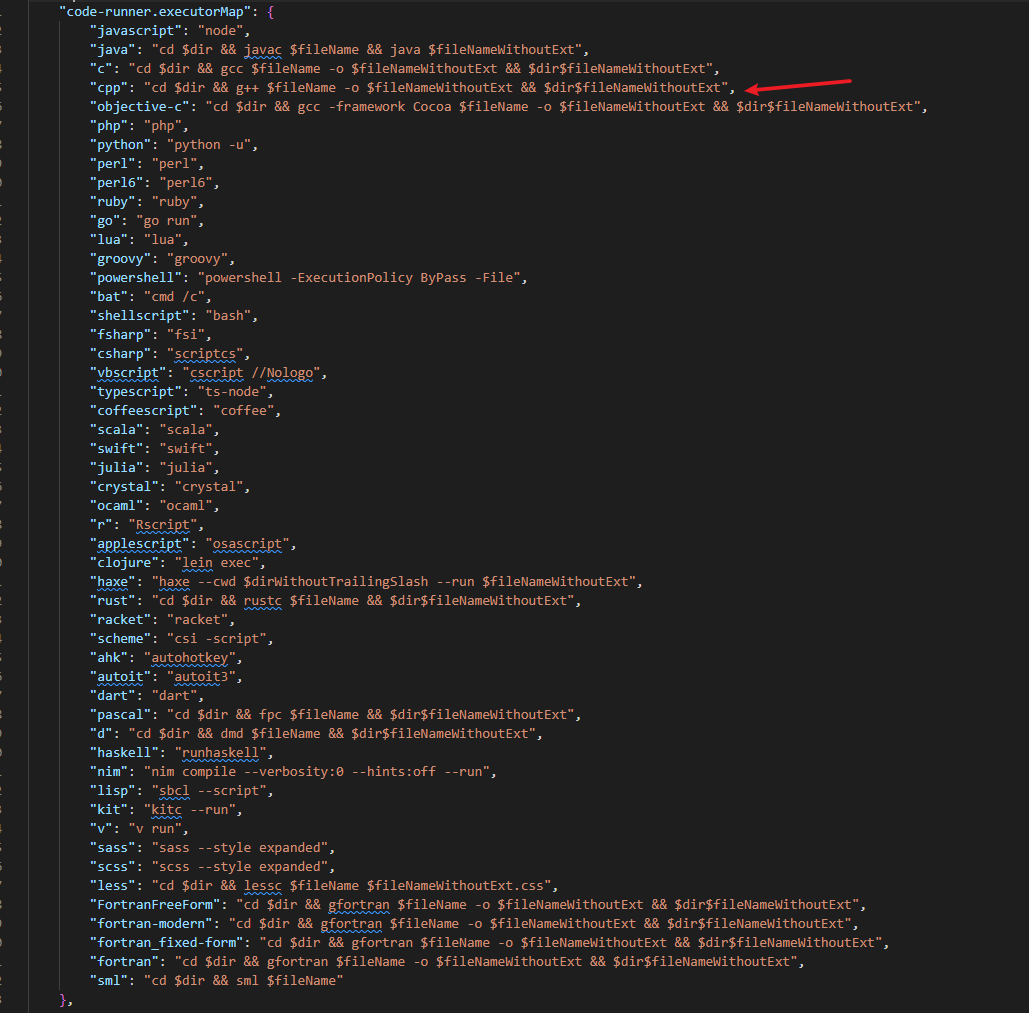 "code-runner.executorMap": {
"javascript": "node",
"java": "cd $dir && javac $fileName && java $fileNameWithoutExt",
"c": "cd $dir && gcc $fileName -o $fileNameWithoutExt && $dir$fileNameWithoutExt",
"cpp": "cd $dir && g++ $fileName -o $fileNameWithoutExt && $dir$fileNameWithoutExt",
"objective-c": "cd $dir && gcc -framework Cocoa $fileName -o $fileNameWithoutExt && $dir$fileNameWithoutExt",
"php": "php",
"python": "python -u",
"perl": "perl",
"perl6": "perl6",
"ruby": "ruby",
"go": "go run",
"lua": "lua",
"groovy": "groovy",
"powershell": "powershell -ExecutionPolicy ByPass -File",
"bat": "cmd /c",
"shellscript": "bash",
"fsharp": "fsi",
"csharp": "scriptcs",
"vbscript": "cscript //Nologo",
"typescript": "ts-node",
"coffeescript": "coffee",
"scala": "scala",
"swift": "swift",
"julia": "julia",
"crystal": "crystal",
"ocaml": "ocaml",
"r": "Rscript",
"applescript": "osascript",
"clojure": "lein exec",
"haxe": "haxe --cwd $dirWithoutTrailingSlash --run $fileNameWithoutExt",
"rust": "cd $dir && rustc $fileName && $dir$fileNameWithoutExt",
"racket": "racket",
"scheme": "csi -script",
"ahk": "autohotkey",
"autoit": "autoit3",
"dart": "dart",
"pascal": "cd $dir && fpc $fileName && $dir$fileNameWithoutExt",
"d": "cd $dir && dmd $fileName && $dir$fileNameWithoutExt",
"haskell": "runhaskell",
"nim": "nim compile --verbosity:0 --hints:off --run",
"lisp": "sbcl --script",
"kit": "kitc --run",
"v": "v run",
"sass": "sass --style expanded",
"scss": "scss --style expanded",
"less": "cd $dir && lessc $fileName $fileNameWithoutExt.css",
"FortranFreeForm": "cd $dir && gfortran $fileName -o $fileNameWithoutExt && $dir$fileNameWithoutExt",
"fortran-modern": "cd $dir && gfortran $fileName -o $fileNameWithoutExt && $dir$fileNameWithoutExt",
"fortran_fixed-form": "cd $dir && gfortran $fileName -o $fileNameWithoutExt && $dir$fileNameWithoutExt",
"fortran": "cd $dir && gfortran $fileName -o $fileNameWithoutExt && $dir$fileNameWithoutExt",
"sml": "cd $dir && sml $fileName"
},